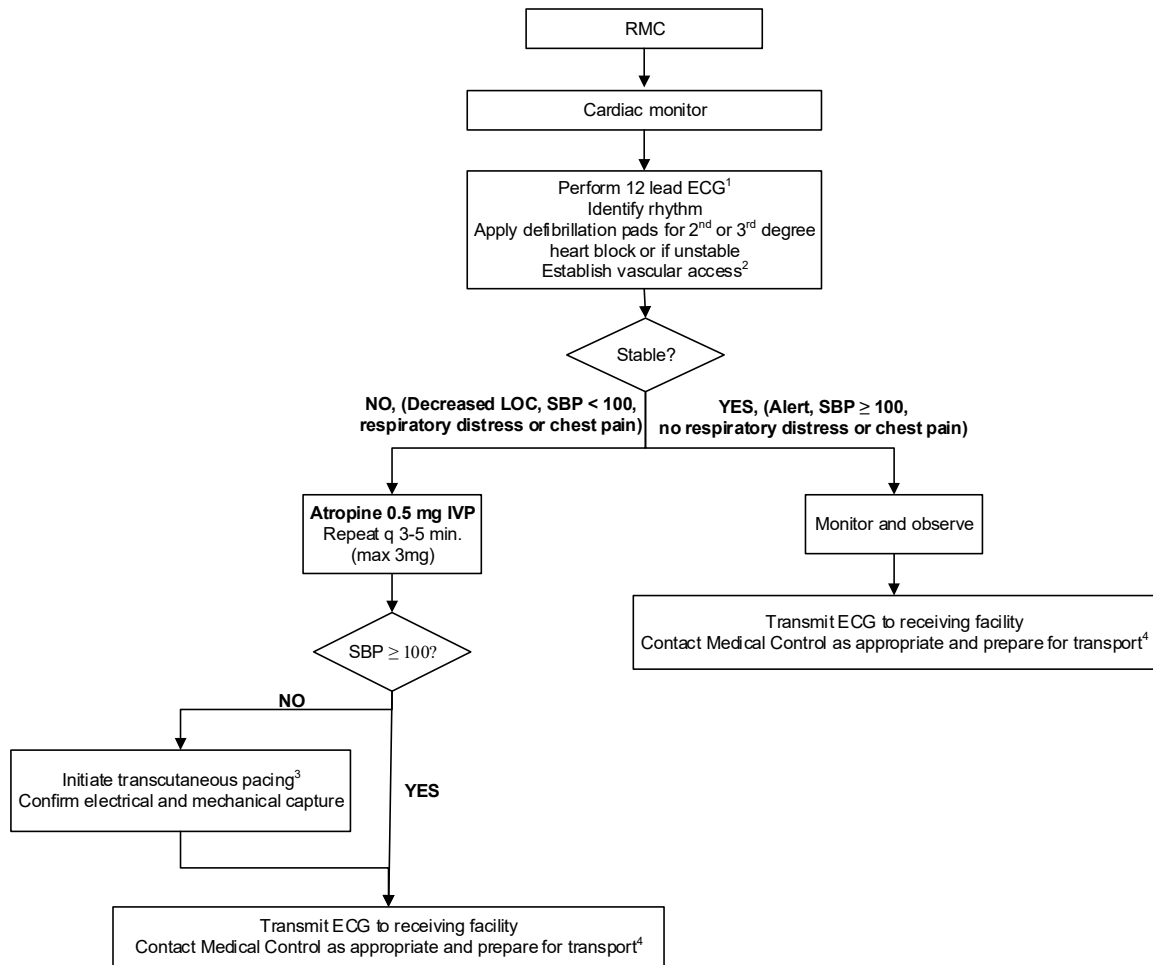 RMC
Cardiac monitor
Perform 12 lead ECG¹
Identify rhythm
Apply defibrillation pads for 2ⁿᵈ or 3ʳᵈ degree
heart block or if unstable
Establish vascular access²
Stable?
NO, (Decreased LOC, SBP < 100,
respiratory distress or chest pain)
YES, (Alert, SBP ≥ 100,
no respiratory distress or chest pain)
Atropine 0.5 mg IVP
Repeat q 3-5 min.
(max 3mg)
Monitor and observe
Transmit ECG to receiving facility
Contact Medical Control as appropriate and prepare for transport⁴
SBP ≥ 100?
NO
YES
Initiate transcutaneous pacing³
Confirm electrical and mechanical capture
Transmit ECG to receiving facility
Contact Medical Control as appropriate and prepare for transport⁴